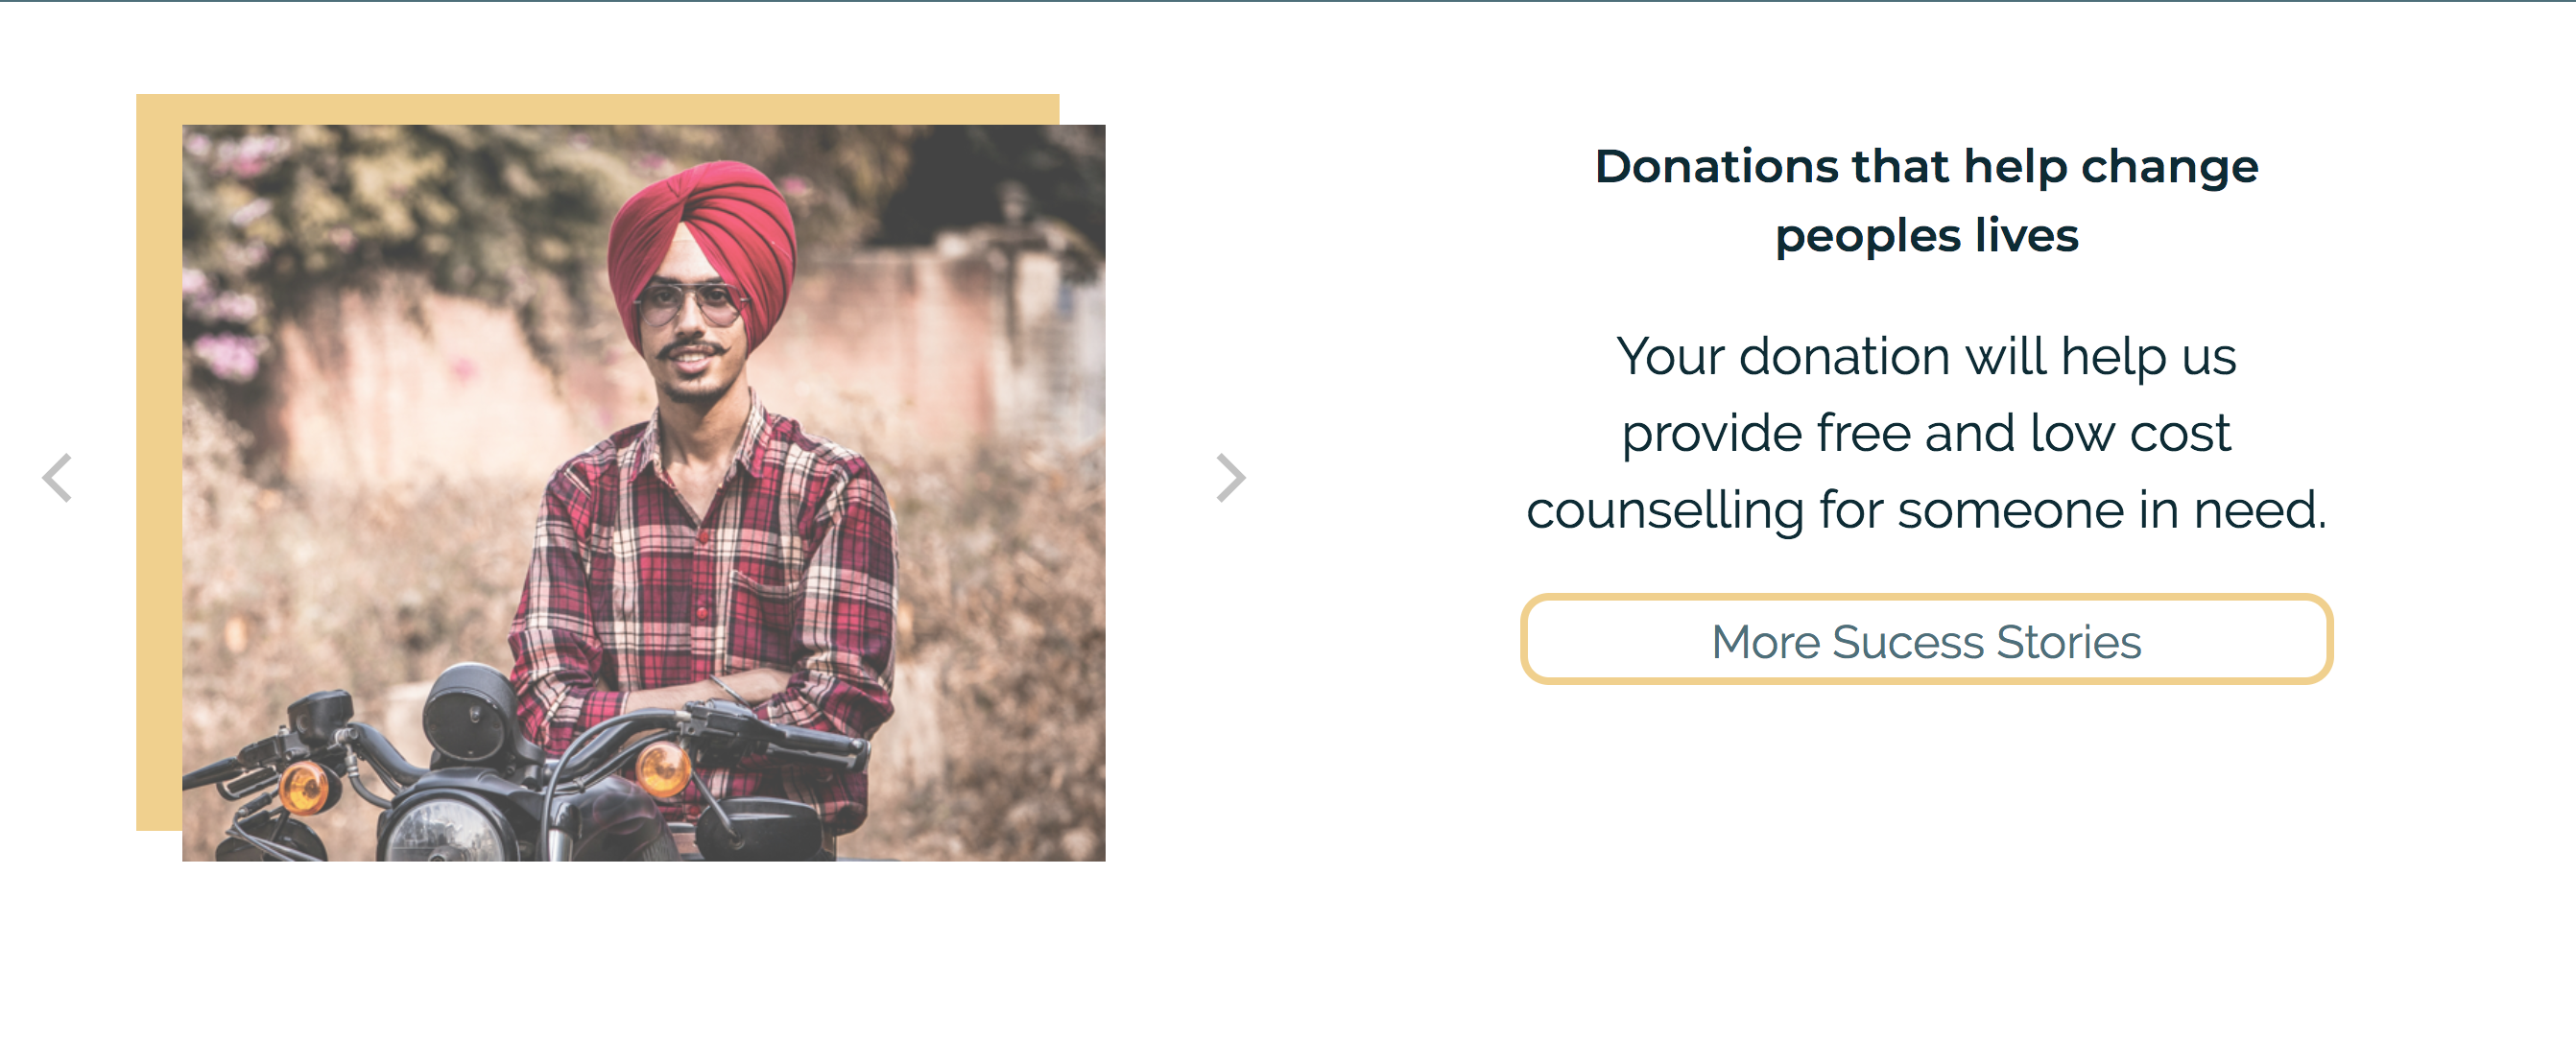 Donations that help change
peoples lives
Your donation will help us
provide free and low cost
counselling for someone in need.
More Sucess Stories